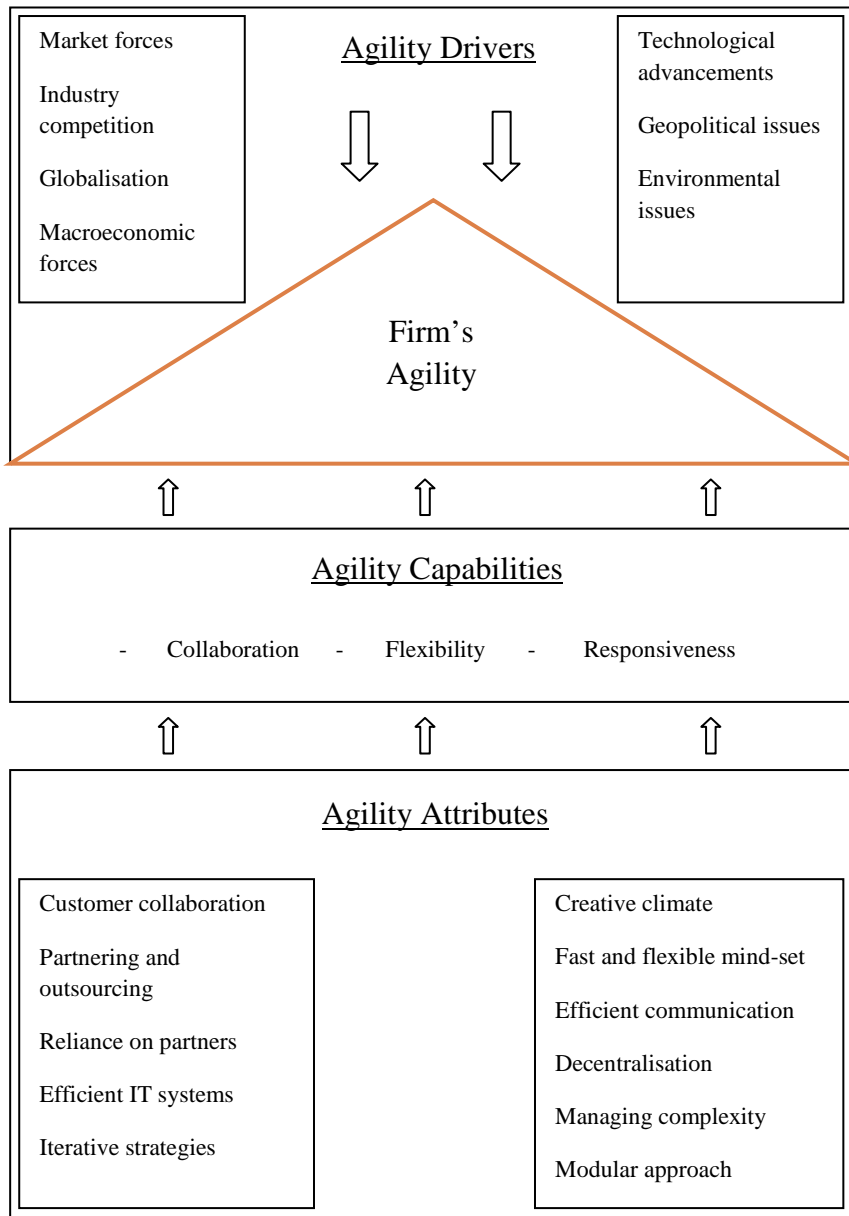 Agility Drivers
Market forces
Industry
competition
Globalisation
Macroeconomic
forces
Technological
advancements
Geopolitical issues
Environmental
issues
Firm's
Agility
Agility Capabilities
- Collaboration - Flexibility - Responsiveness
Agility Attributes
Customer collaboration
Partnering and
outsourcing
Reliance on partners
Efficient IT systems
Iterative strategies
Creative climate
Fast and flexible mind-set
Efficient communication
Decentralisation
Managing complexity
Modular approach